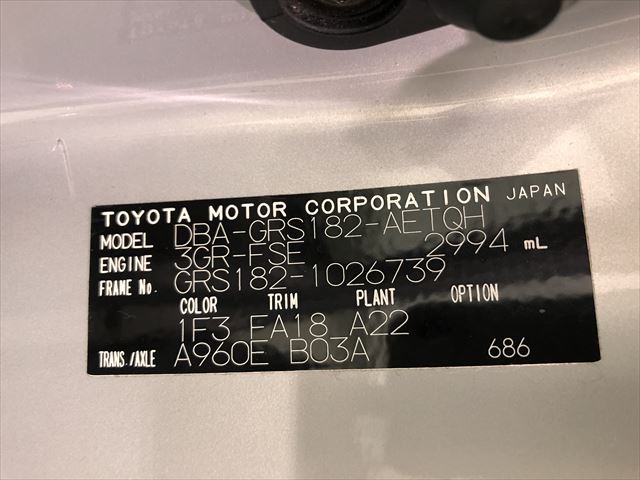 TOYOTA MOTOR CORPORATION JAPAN
MODEL DBA-GRS182-AETQH
ENGINE 3GR-FSE 2994 mL
FRAME No. GRS182-1026739
COLOR TRIM PLANT OPTION
1F3 EA18 A22
TRANS./AXLE A960E B03A 686